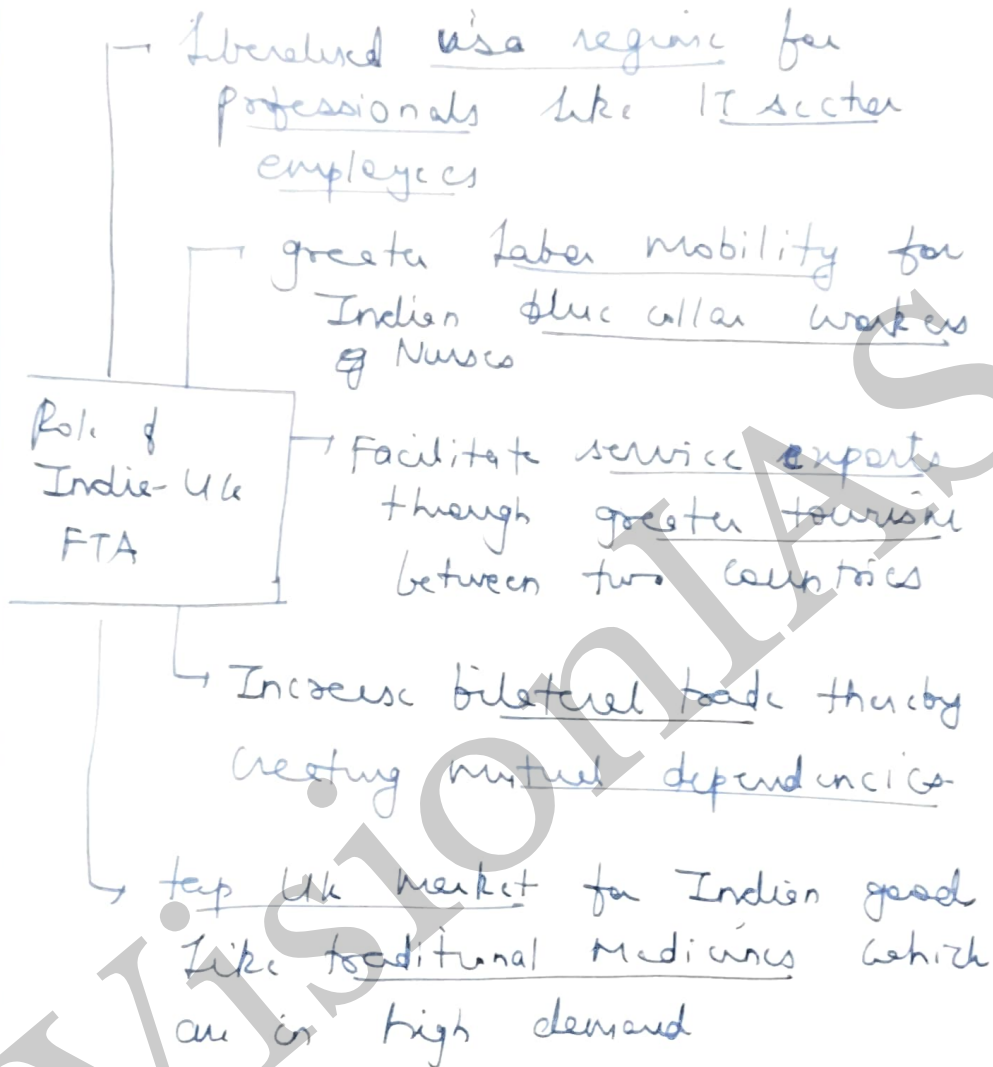 Liberalised visa regime for
professionals like IT sector
employees
greater labor mobility for
Indian blue collar workers
eg Nurses
Role of
India-UK
FTA
Facilitate service exports
through greater tourism
between two countries
Increase bilateral trade thereby
creating mutual dependencies
tap UK market for Indian good
like traditional medicines which
are in high demand
VisionIAS